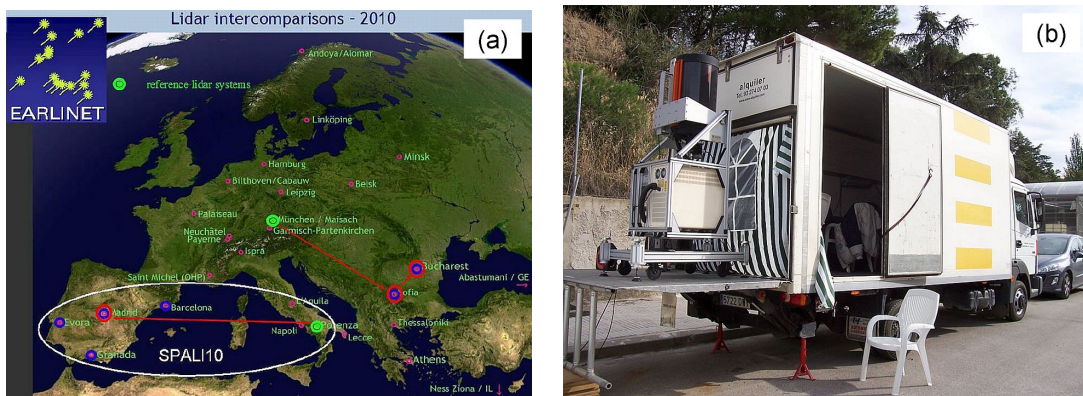 Lidar intercomparisons - 2010
(a)
EARLINET
reference lidar systems
Andoya/Alomar
Linköping
Minsk
Hamburg
Bilthoven/Cabauw
Belsk
Leipzig
Palaiseau
München / Maisach
Garmisch-Partenkirchen
Neuchâtel
Payerne
Ispra
Bucharest
Saint Michel (OHP)
Abastumani / GE
Sofia
L'Aquila
Barcelona
Madrid
Evora
Napoli
Potenza
Thessaloniki
Lecce
Granada
SPALI10
Athens
Ness Ziona / IL
(b)
alquiler